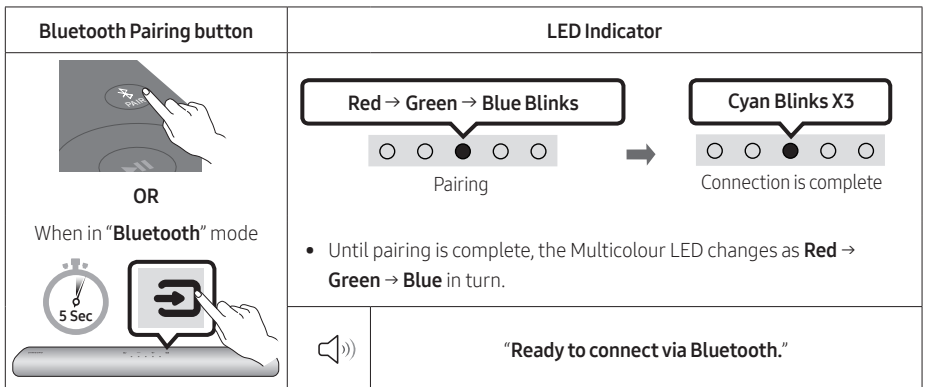 Bluetooth Pairing button
LED Indicator
PAIR
OR
When in “Bluetooth” mode
5 Sec
Red → Green → Blue Blinks
Pairing
Cyan Blinks X3
Connection is complete
• Until pairing is complete, the Multicolour LED changes as Red →
Green → Blue in turn.
“Ready to connect via Bluetooth.”